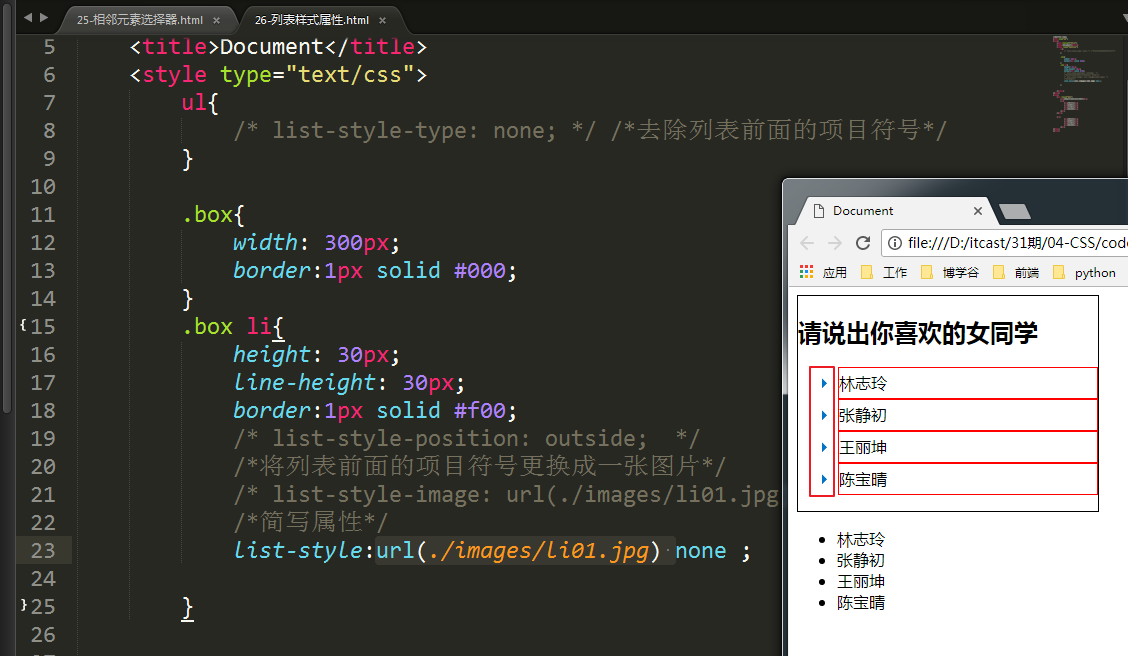 25-相邻元素选择器.html ×
26-列表样式属性.html ×
5 <title>Document</title>
6 <style type="text/css">
7 ul{
8 /* list-style-type: none; */ /*去除列表前面的项目符号*/
9 }
10
11 .box{
12 width: 300px;
13 border:1px solid #000;
14 }
15 .box li{
16 height: 30px;
17 line-height: 30px;
18 border:1px solid #f00;
19 /* list-style-position: outside;  */
20 /*将列表前面的项目符号更换成一张图片*/
21 /* list-style-image: url(./images/li01.jpg
22 /*简写属性*/
23 list-style:url(./images/li01.jpg) none ;
24
25 }
26
Document
file:///D:/itcast/31期/04-CSS/code
应用 工作 博学谷 前端 python
请说出你喜欢的女同学
林志玲
张静初
王丽坤
陈宝晴
林志玲
张静初
王丽坤
陈宝晴